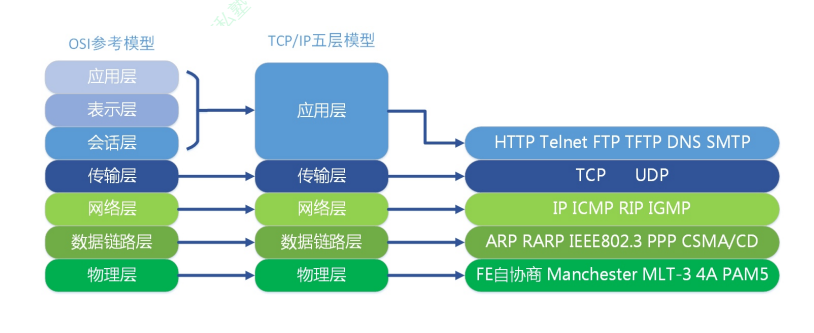 OSI参考模型
TCP/IP五层模型
应用层
表示层
会话层
应用层
HTTP Telnet FTP TFTP DNS SMTP
传输层
传输层
TCP UDP
网络层
网络层
IP ICMP RIP IGMP
数据链路层
数据链路层
ARP RARP IEEE802.3 PPP CSMA/CD
物理层
物理层
FE自协商 Manchester MLT-3 4A PAM5